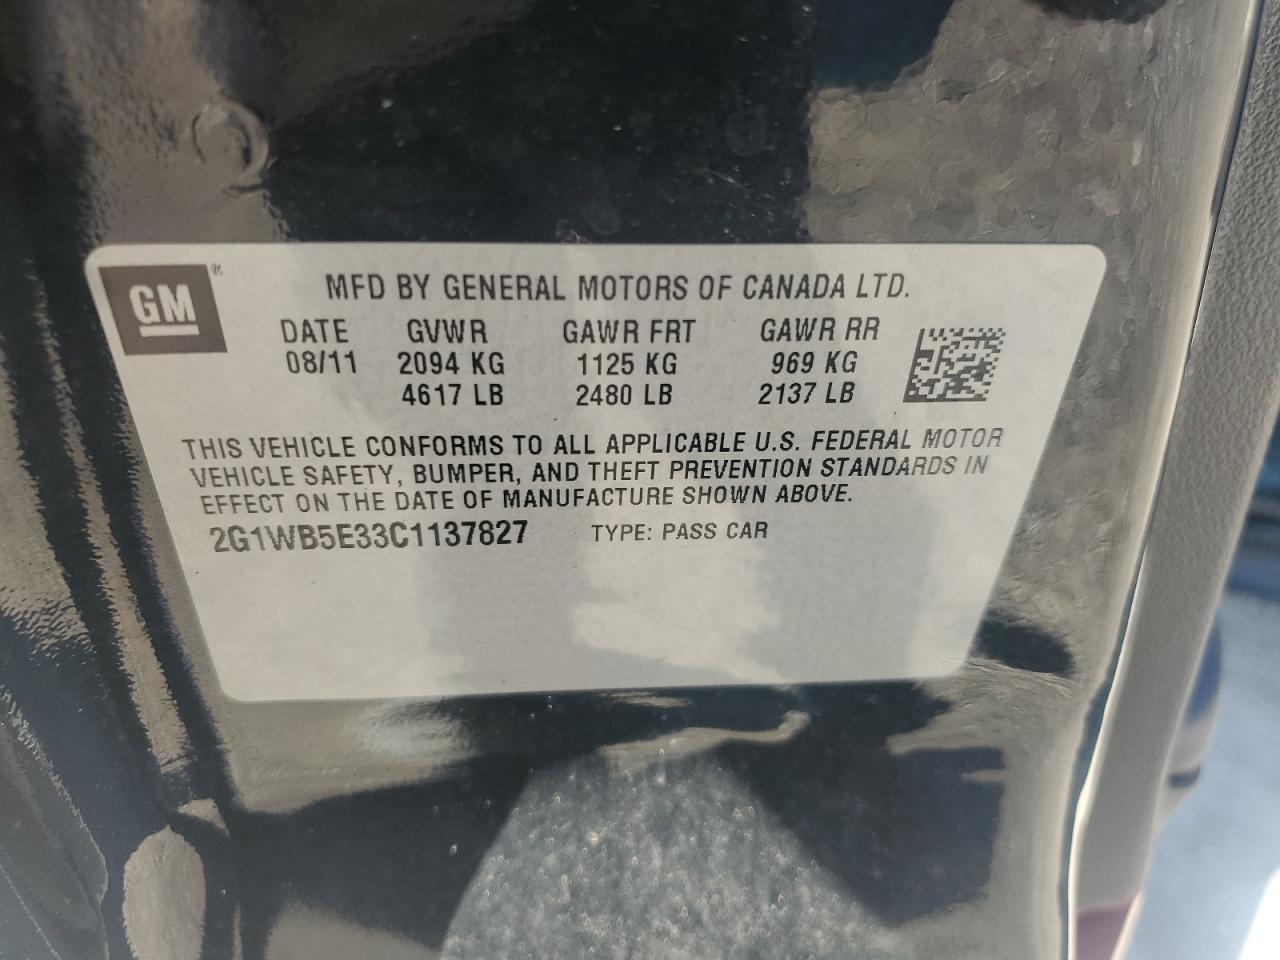 GM®
MFD BY GENERAL MOTORS OF CANADA LTD.
DATE GVWR GAWR FRT GAWR RR
08/11 2094 KG 1125 KG 969 KG
4617 LB 2480 LB 2137 LB
THIS VEHICLE CONFORMS TO ALL APPLICABLE U.S. FEDERAL MOTOR
VEHICLE SAFETY, BUMPER, AND THEFT PREVENTION STANDARDS IN
EFFECT ON THE DATE OF MANUFACTURE SHOWN ABOVE.
2G1WB5E33C1137827 TYPE: PASS CAR